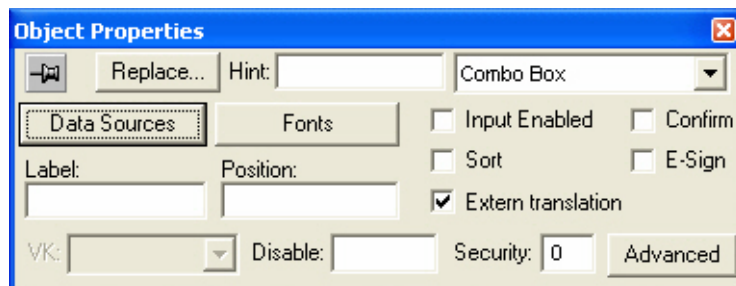 Object Properties
Replace... Hint: Combo Box
Data Sources Fonts Input Enabled Confirm
Label: Position: Sort E-Sign
Extern translation
VK: Disable: Security: 0 Advanced